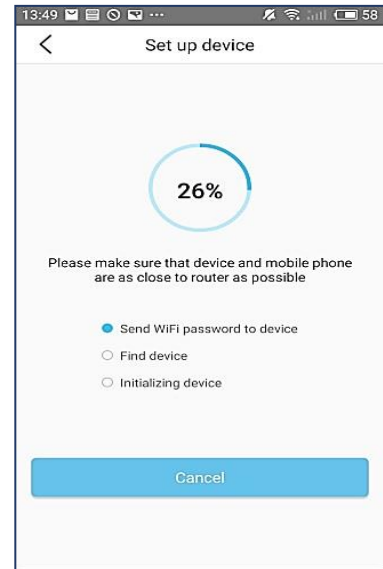 13:49 ... 58
Set up device
26%
Please make sure that device and mobile phone
are as close to router as possible
Send WiFi password to device
Find device
Initializing device
Cancel